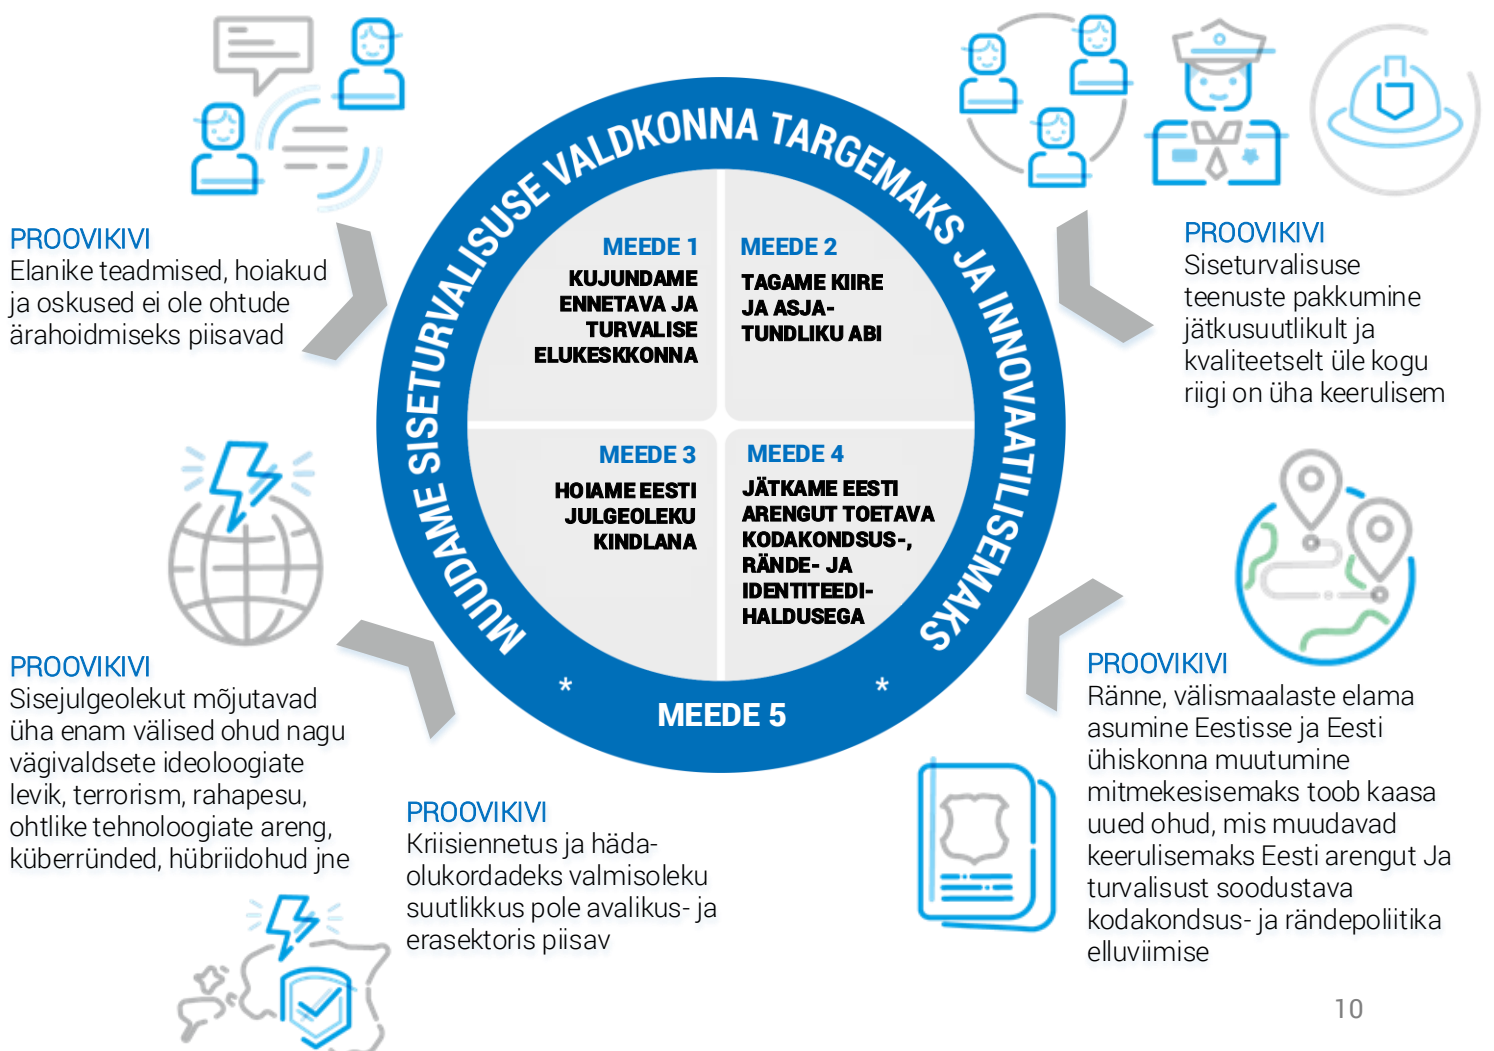 MUUDAME SISETURVALISUSE VALDKONNA TARGEMAKS JA INNOVAATILISEMAKS
* MEEDE 5 *
MEEDE 1
KUJUNDAME
ENNETAVA JA
TURVALISE
ELUKESKKONNA
MEEDE 2
TAGAME KIIRE
JA ASJA-
TUNDLIKU ABI
MEEDE 3
HOIAME EESTI
JULGEOLEKU
KINDLANA
MEEDE 4
JÄTKAME EESTI
ARENGUT TOETAVA
KODAKONDSUS-,
RÄNDE- JA
IDENTITEEDI-
HALDUSEGA
PROOVIKIVI
Elanike teadmised, hoiakud
ja oskused ei ole ohtude
ärahoidmiseks piisavad
PROOVIKIVI
Siseturvalisuse
teenuste pakkumine
jätkusuutlikult ja
kvaliteetselt üle kogu
riigi on üha keerulisem
PROOVIKIVI
Sisejulgeolekut mõjutavad
üha enam välised ohud nagu
vägivaldsete ideoloogiate
levik, terrorism, rahapesu,
ohtlike tehnoloogiate areng,
küberründed, hübriidohud jne
PROOVIKIVI
Kriisiennetus ja häda-
olukordadeks valmisoleku
suutlikkus pole avalikus- ja
erasektoris piisav
PROOVIKIVI
Ränne, välismaalaste elama
asumine Eestisse ja Eesti
ühiskonna muutumine
mitmekesisemaks toob kaasa
uued ohud, mis muudavad
keerulisemaks Eesti arengut Ja
turvalisust soodustava
kodakondsus- ja rändepoliitika
elluviimise
10